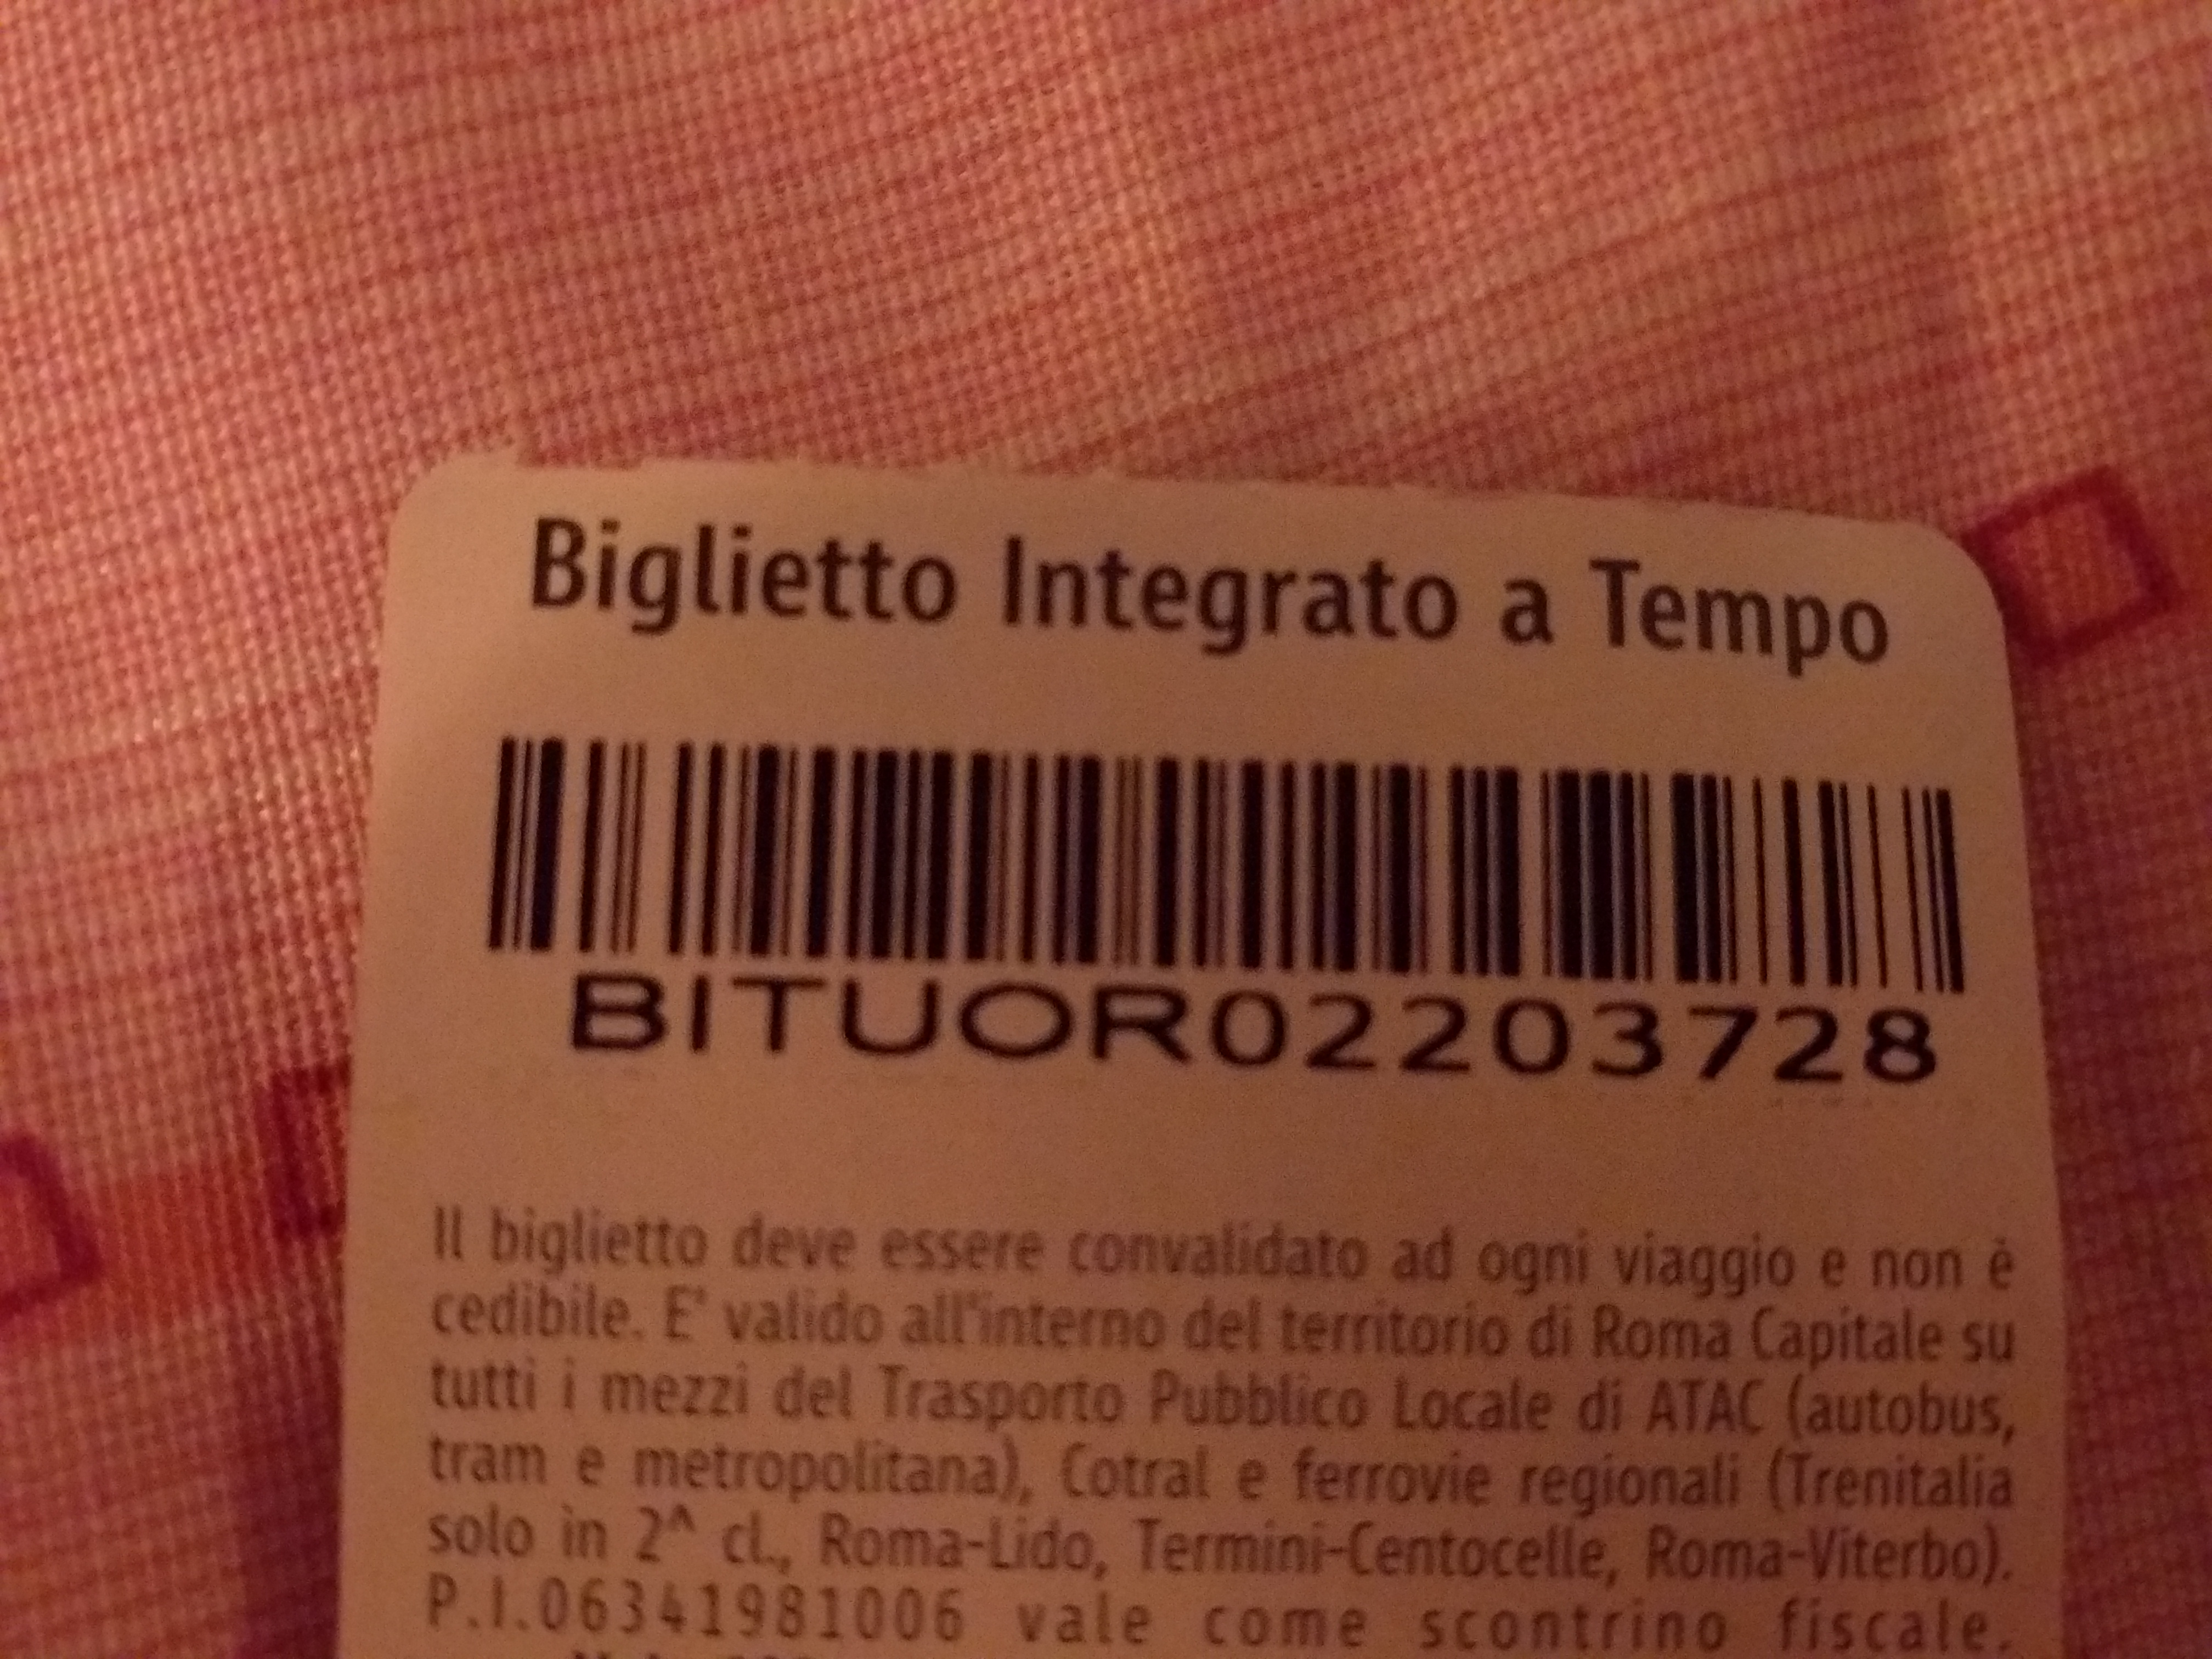 Biglietto Integrato a Tempo
BITUOR02203728
Il biglietto deve essere convalidato ad ogni viaggio e non è
cedibile. E' valido all'interno del territorio di Roma Capitale su
tutti i mezzi del Trasporto Pubblico Locale di ATAC (autobus,
tram e metropolitana), Cotral e ferrovie regionali (Trenitalia
solo in 2^ cl., Roma-Lido, Termini-Centocelle, Roma-Viterbo).
P.I.06341981006 vale come scontrino fiscale.